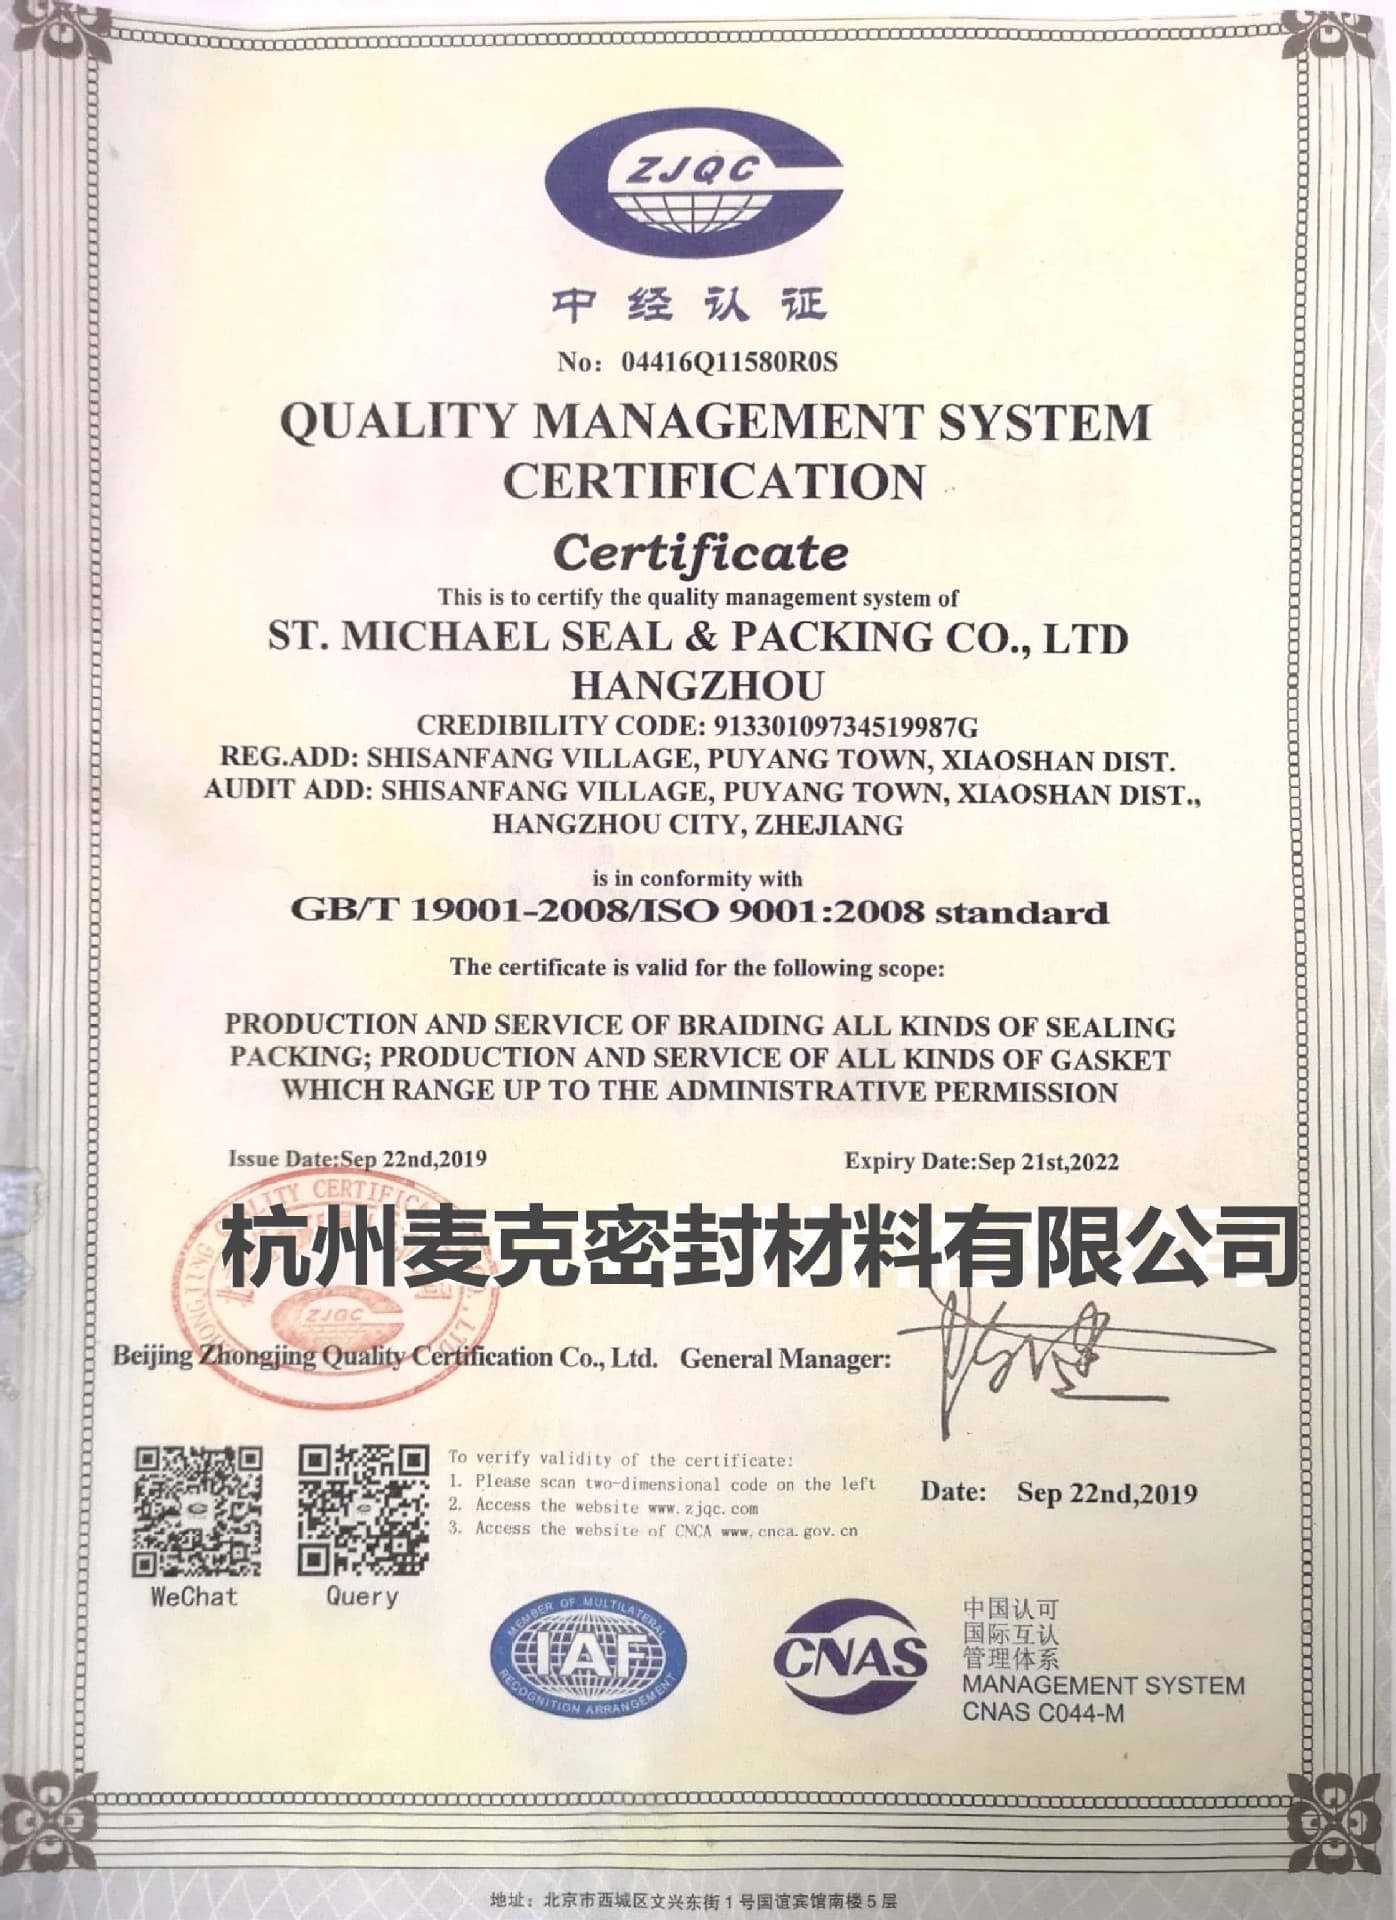 ZJQC
中经认证
No: 04416Q11580R0S
QUALITY MANAGEMENT SYSTEM
CERTIFICATION
Certificate
This is to certify the quality management system of
ST. MICHAEL SEAL & PACKING CO., LTD
HANGZHOU
CREDIBILITY CODE: 91330109734519987G
REG.ADD: SHISANFANG VILLAGE, PUYANG TOWN, XIAOSHAN DIST.
AUDIT ADD: SHISANFANG VILLAGE, PUYANG TOWN, XIAOSHAN DIST.,
HANGZHOU CITY, ZHEJIANG
is in conformity with
GB/T 19001-2008/ISO 9001:2008 standard
The certificate is valid for the following scope:
PRODUCTION AND SERVICE OF BRAIDING ALL KINDS OF SEALING
PACKING; PRODUCTION AND SERVICE OF ALL KINDS OF GASKET
WHICH RANGE UP TO THE ADMINISTRATIVE PERMISSION
Issue Date:Sep 22nd,2019
Expiry Date:Sep 21st,2022
杭州麦克密封材料有限公司
ZJQC
Beijing Zhongjing Quality Certification Co., Ltd. General Manager:
To verify validity of the certificate:
1. Please scan two-dimensional code on the left
2. Access the website www.zjqc.com
3. Access the website of CNCA www.cnca.gov.cn
Date: Sep 22nd,2019
WeChat
Query
MEMBER OF MULTILATERAL
IAF
RECOGNITION ARRANGEMENT
CNAS
中国认可
国际互认
管理体系
MANAGEMENT SYSTEM
CNAS C044-M
地址：北京市西城区文兴东街1号国谊宾馆南楼5层